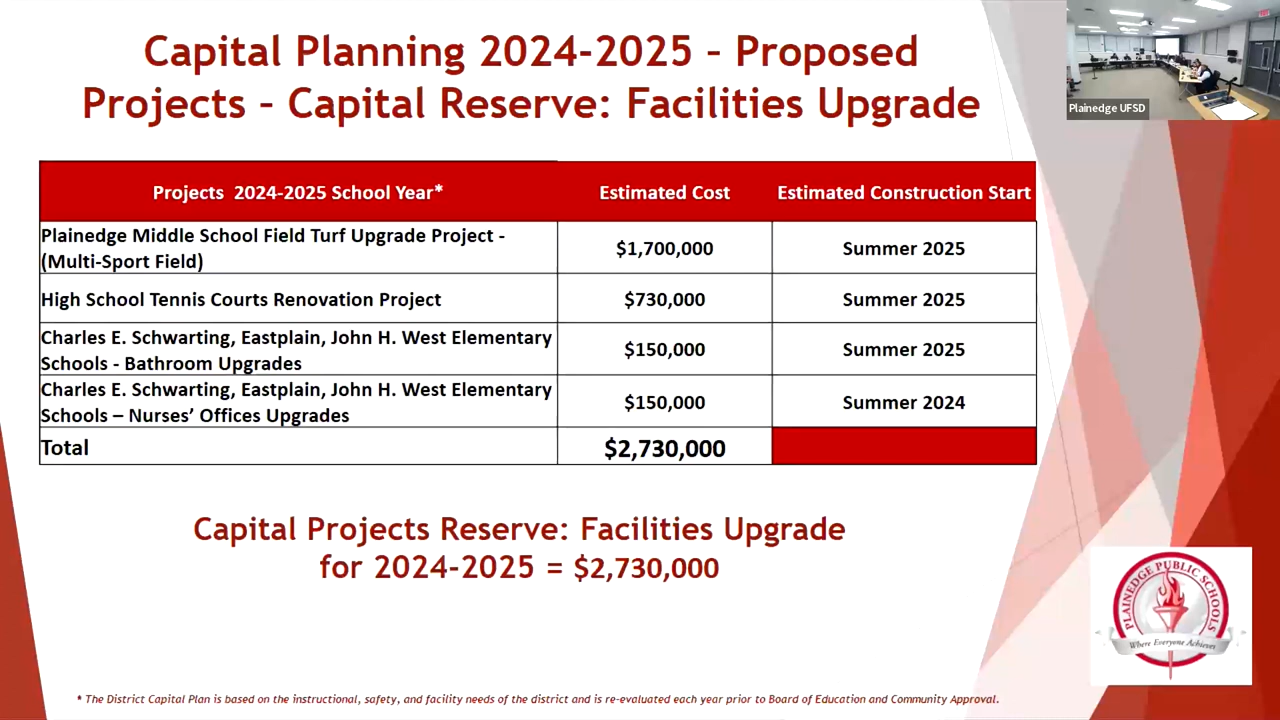 Capital Planning 2024-2025 – Proposed
Projects – Capital Reserve: Facilities Upgrade
Plainedge UFSD
Projects  2024-2025 School Year*
Estimated Cost
Estimated Construction Start
Plainedge Middle School Field Turf Upgrade Project -
(Multi-Sport Field)
$1,700,000
Summer 2025
High School Tennis Courts Renovation Project
$730,000
Summer 2025
Charles E. Schwarting, Eastplain, John H. West Elementary
Schools - Bathroom Upgrades
$150,000
Summer 2025
Charles E. Schwarting, Eastplain, John H. West Elementary
Schools – Nurses’ Offices Upgrades
$150,000
Summer 2024
Total
$2,730,000
Capital Projects Reserve: Facilities Upgrade
for 2024-2025 = $2,730,000
PLAINEDGE PUBLIC SCHOOLS
Where Everyone Achieves
* The District Capital Plan is based on the instructional, safety, and facility needs of the district and is re-evaluated each year prior to Board of Education and Community Approval.